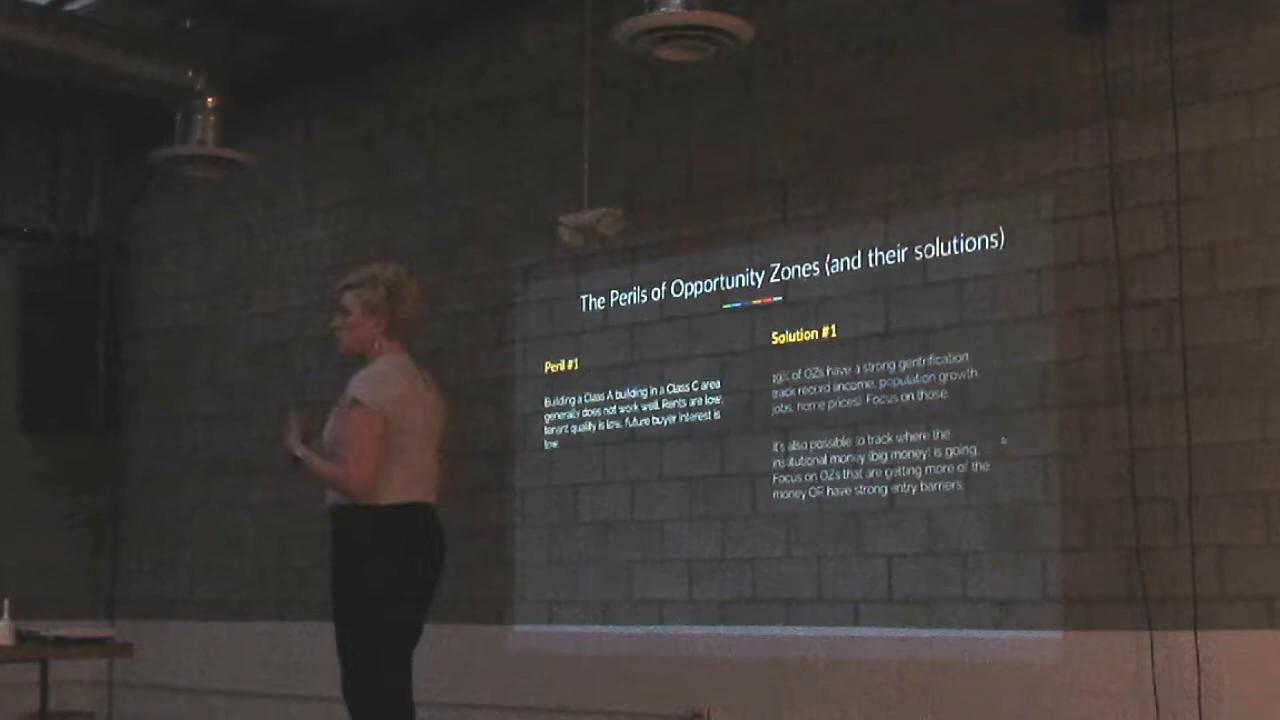 The Perils of Opportunity Zones (and their solutions)
Peril #1
Building a Class A building in a Class C area
generally does not work well. Rents are low,
tenant quality is low, future buyer interest is
low.
Solution #1
19% of OZs have a strong gentrification
track record (income, population growth,
jobs, home prices). Focus on those.
It's also possible to track where the
institutional money (big money) is going.
Focus on OZs that are getting more of the
money OR have strong entry barriers.